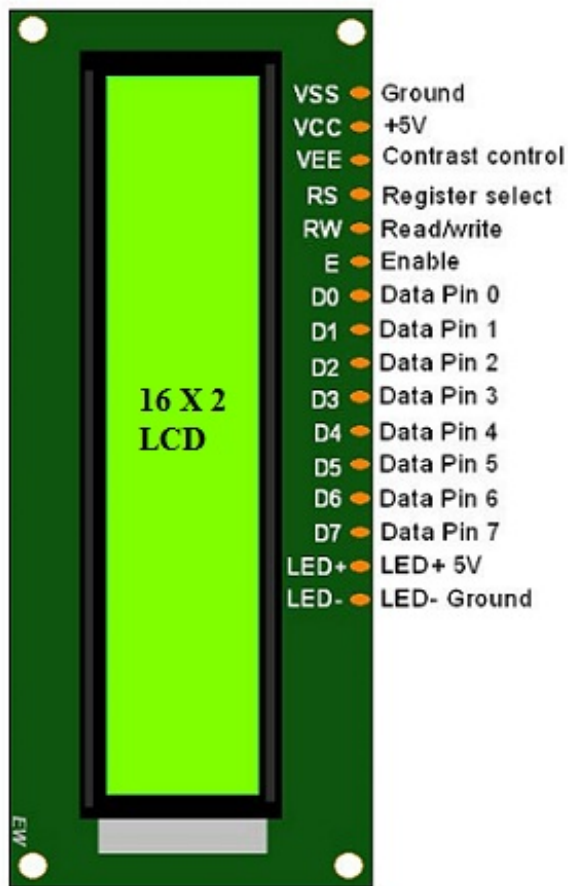 VSS Ground
VCC +5V
VEE Contrast control
RS Register select
RW Read/write
E Enable
D0 Data Pin 0
D1 Data Pin 1
D2 Data Pin 2
D3 Data Pin 3
16 X 2
LCD
D4 Data Pin 4
D5 Data Pin 5
D6 Data Pin 6
D7 Data Pin 7
LED+ LED+ 5V
LED- LED- Ground
EW